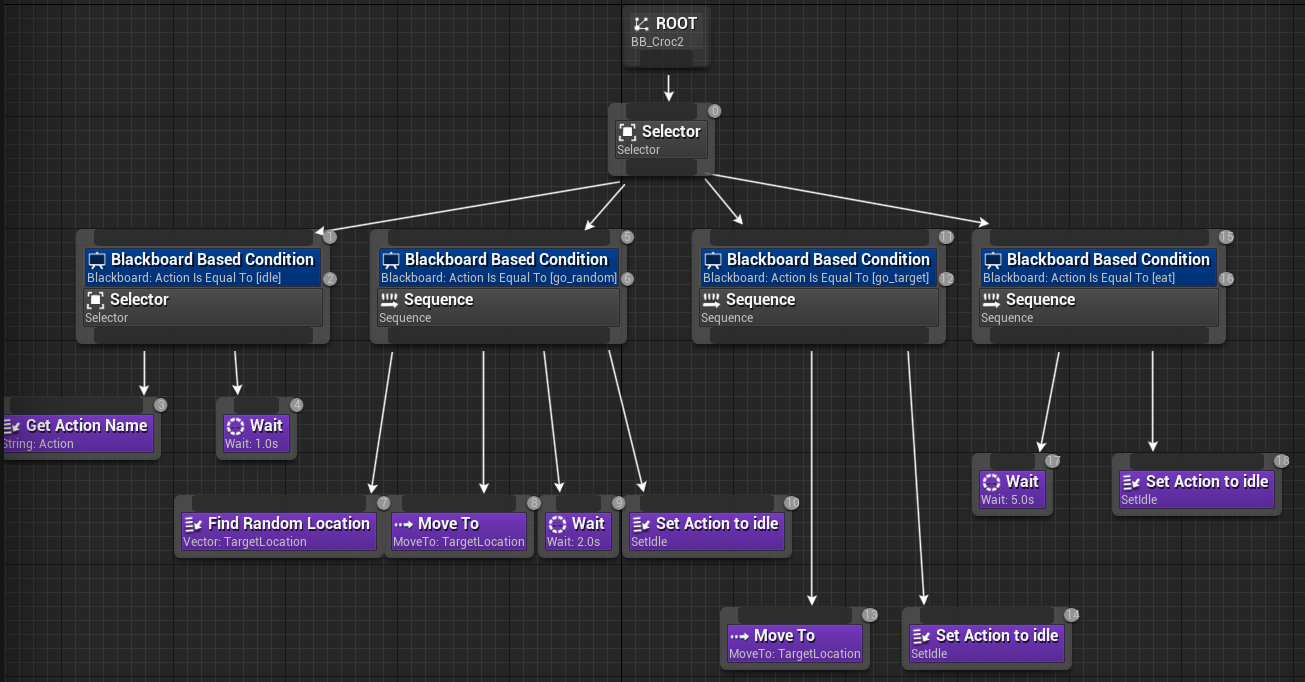 ROOT
BB_Croc2
0
Selector
Selector
1
Blackboard Based Condition
Blackboard: Action Is Equal To [idle]
2
Selector
Selector
5
Blackboard Based Condition
Blackboard: Action Is Equal To [go_random]
6
Sequence
Sequence
11
Blackboard Based Condition
Blackboard: Action Is Equal To [go_target]
12
Sequence
Sequence
15
Blackboard Based Condition
Blackboard: Action Is Equal To [eat]
16
Sequence
Sequence
3
Get Action Name
String: Action
4
Wait
Wait: 1.0s
7
Find Random Location
Vector: TargetLocation
8
Move To
MoveTo: TargetLocation
9
Wait
Wait: 2.0s
10
Set Action to idle
SetIdle
17
Wait
Wait: 5.0s
18
Set Action to idle
SetIdle
13
Move To
MoveTo: TargetLocation
14
Set Action to idle
SetIdle